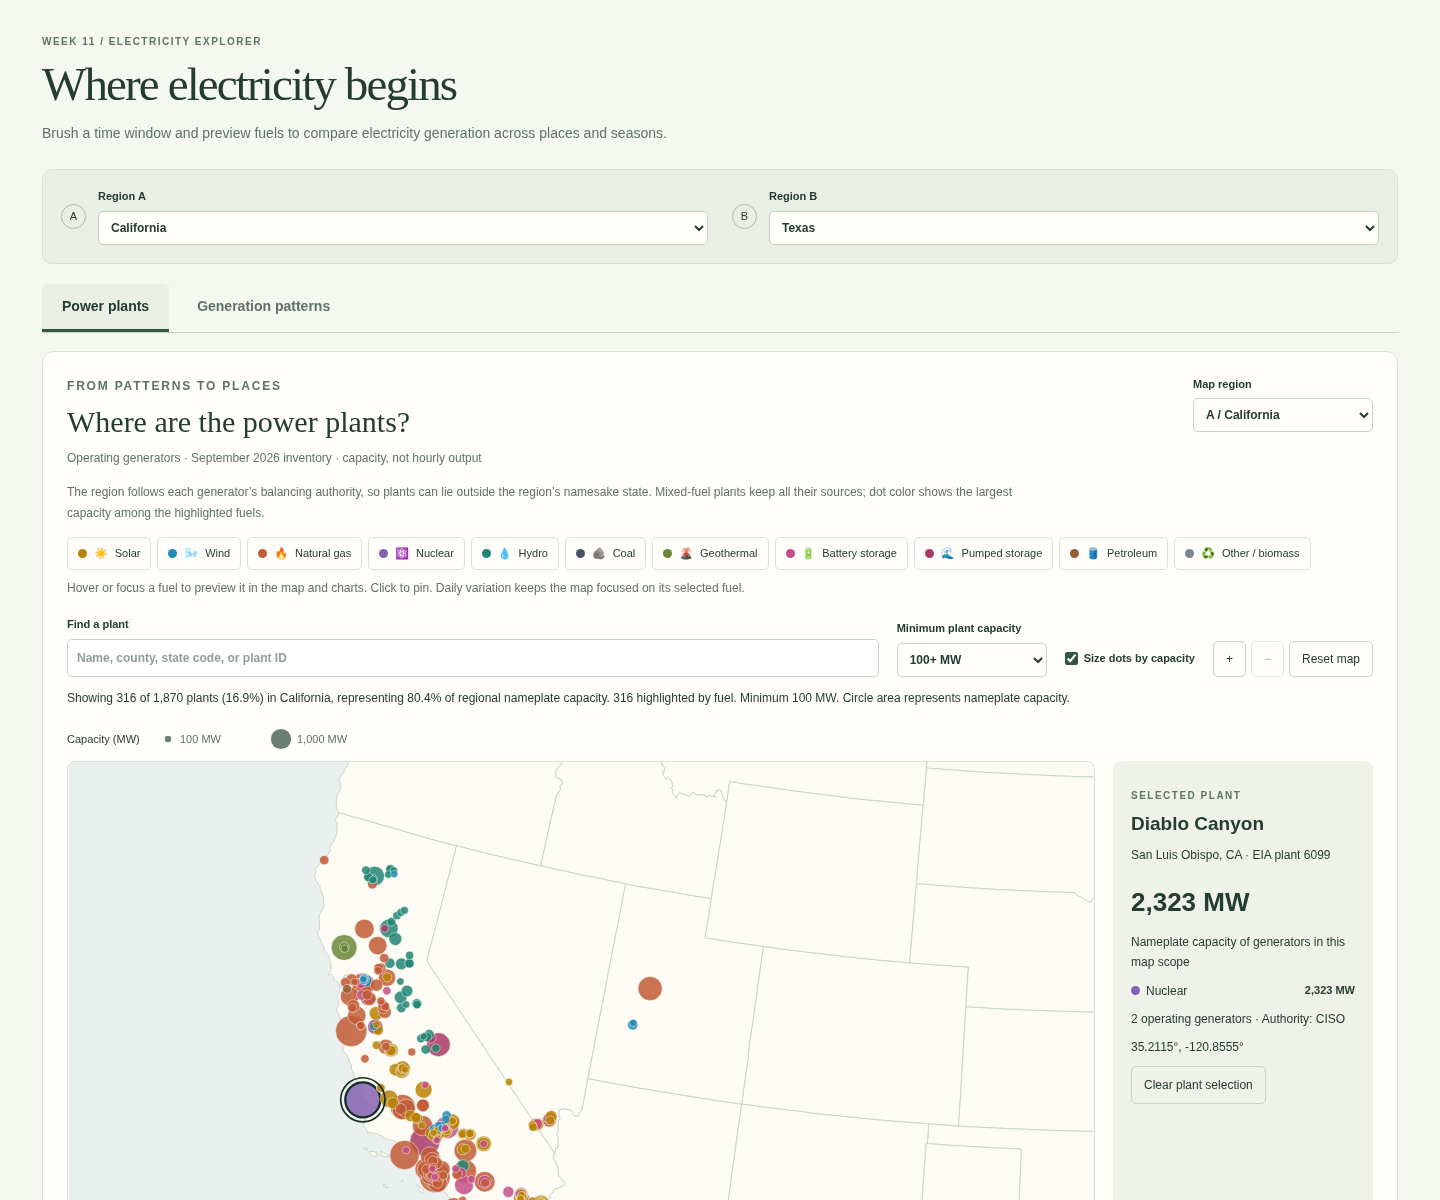 WEEK 11 / ELECTRICITY EXPLORER
Where electricity begins
Brush a time window and preview fuels to compare electricity generation across places and seasons.
A
Region A
California
B
Region B
Texas
Power plants
Generation patterns
FROM PATTERNS TO PLACES
Where are the power plants?
Operating generators · September 2026 inventory · capacity, not hourly output
Map region
A / California
The region follows each generator’s balancing authority, so plants can lie outside the region’s namesake state. Mixed-fuel plants keep all their sources; dot color shows the largest
capacity among the highlighted fuels.
Solar
Wind
Natural gas
Nuclear
Hydro
Coal
Geothermal
Battery storage
Pumped storage
Petroleum
Other / biomass
Hover or focus a fuel to preview it in the map and charts. Click to pin. Daily variation keeps the map focused on its selected fuel.
Find a plant
Name, county, state code, or plant ID
Minimum plant capacity
100+ MW
Size dots by capacity
+
−
Reset map
Showing 316 of 1,870 plants (16.9%) in California, representing 80.4% of regional nameplate capacity. 316 highlighted by fuel. Minimum 100 MW. Circle area represents nameplate capacity.
Capacity (MW)
100 MW
1,000 MW
SELECTED PLANT
Diablo Canyon
San Luis Obispo, CA · EIA plant 6099
2,323 MW
Nameplate capacity of generators in this
map scope
Nuclear 2,323 MW
2 operating generators · Authority: CISO
35.2115°, -120.8555°
Clear plant selection